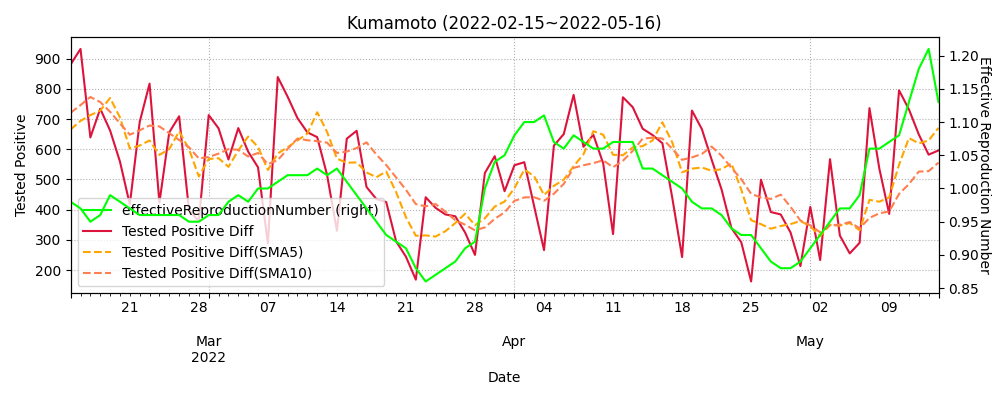 Kumamoto (2022-02-15~2022-05-16)
900
800
700
600
500
400
300
200
Tested Positive
1.20
1.15
1.10
1.05
1.00
0.95
0.90
0.85
Effective Reproduction Number
effectiveReproductionNumber (right)
Tested Positive Diff
Tested Positive Diff(SMA5)
Tested Positive Diff(SMA10)
21 28 07 14 21 28 04 11 18 25 02 09
Mar Apr May
2022
Date